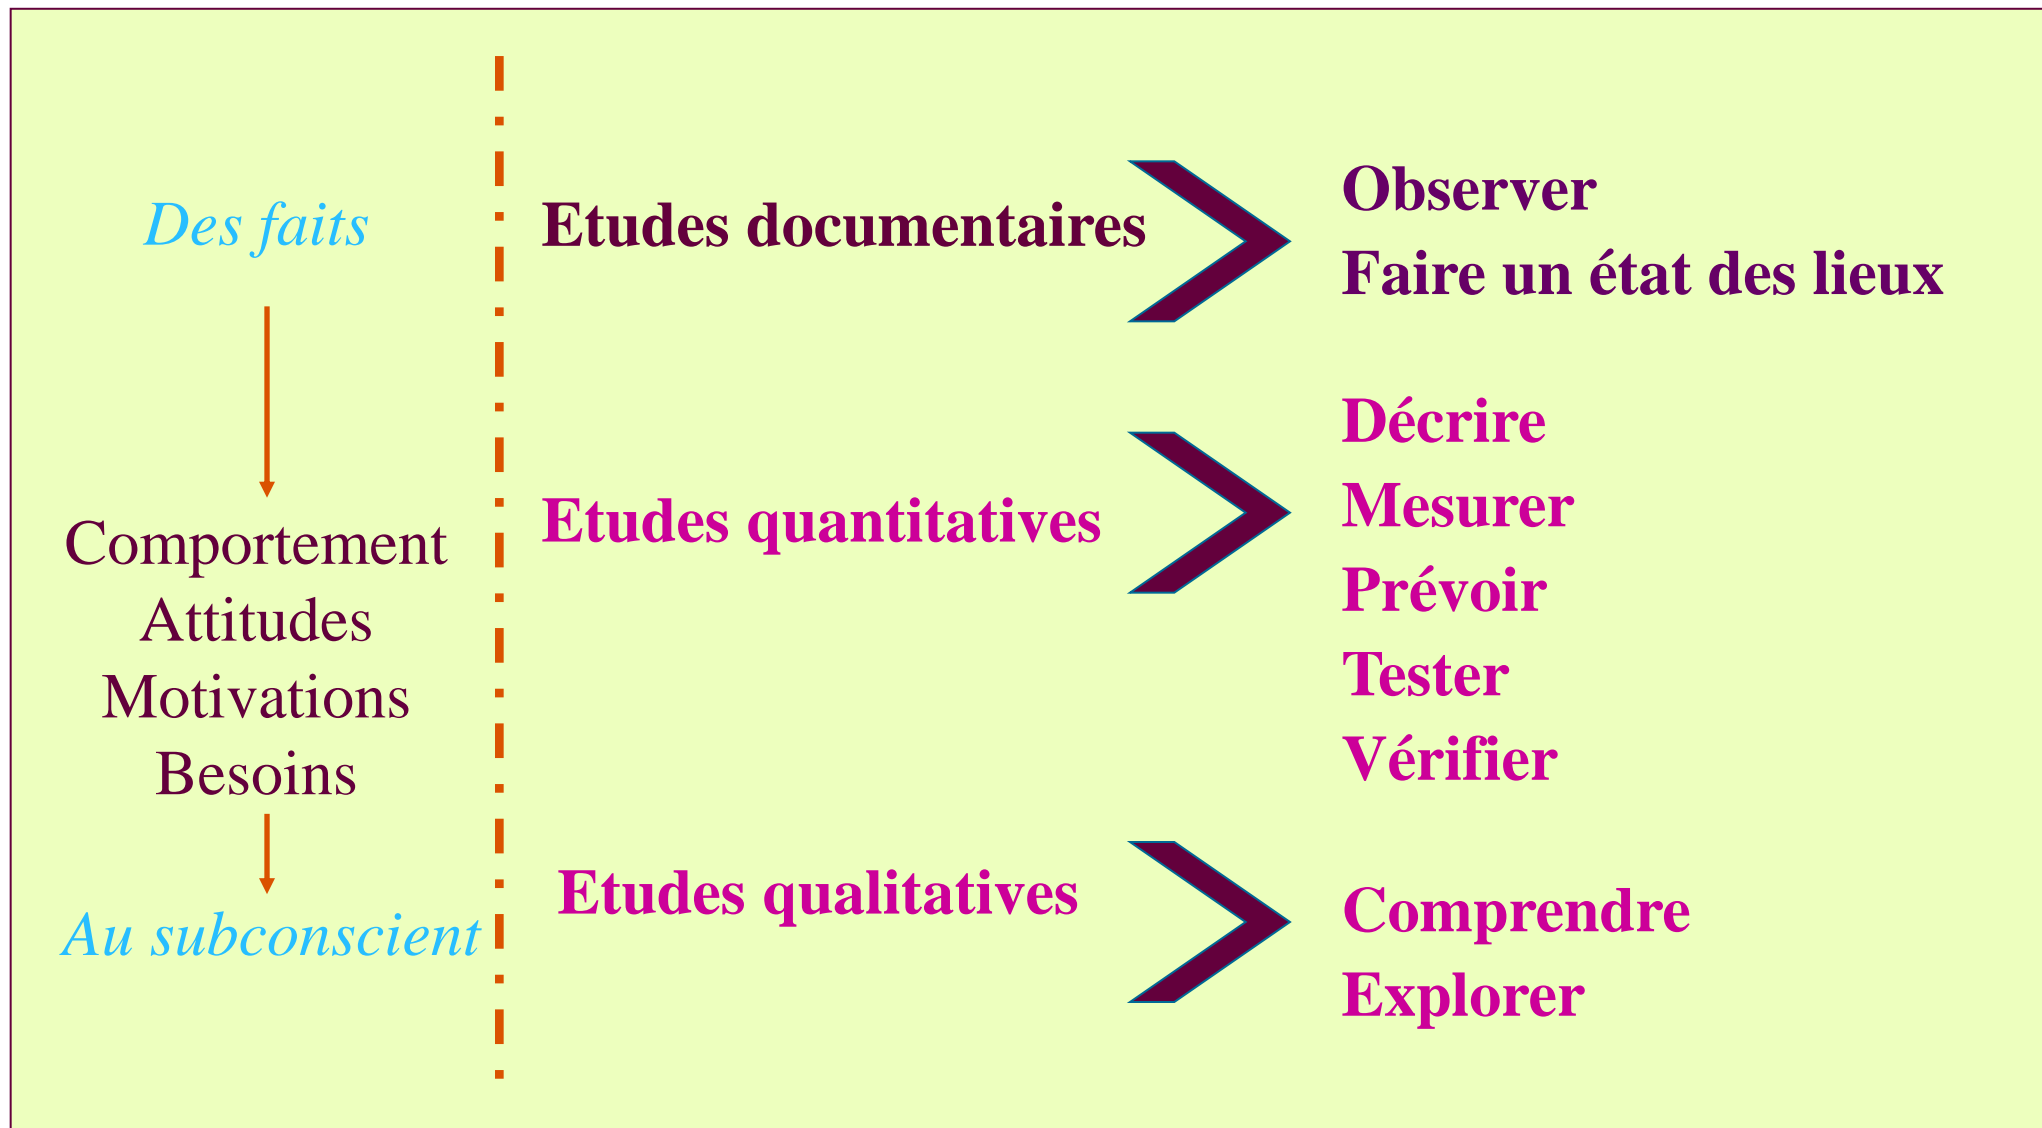 Des faits
Comportement
Attitudes
Motivations
Besoins
Au subconscient
Etudes documentaires
Observer
Faire un état des lieux
Etudes quantitatives
Décrire
Mesurer
Prévoir
Tester
Vérifier
Etudes qualitatives
Comprendre
Explorer